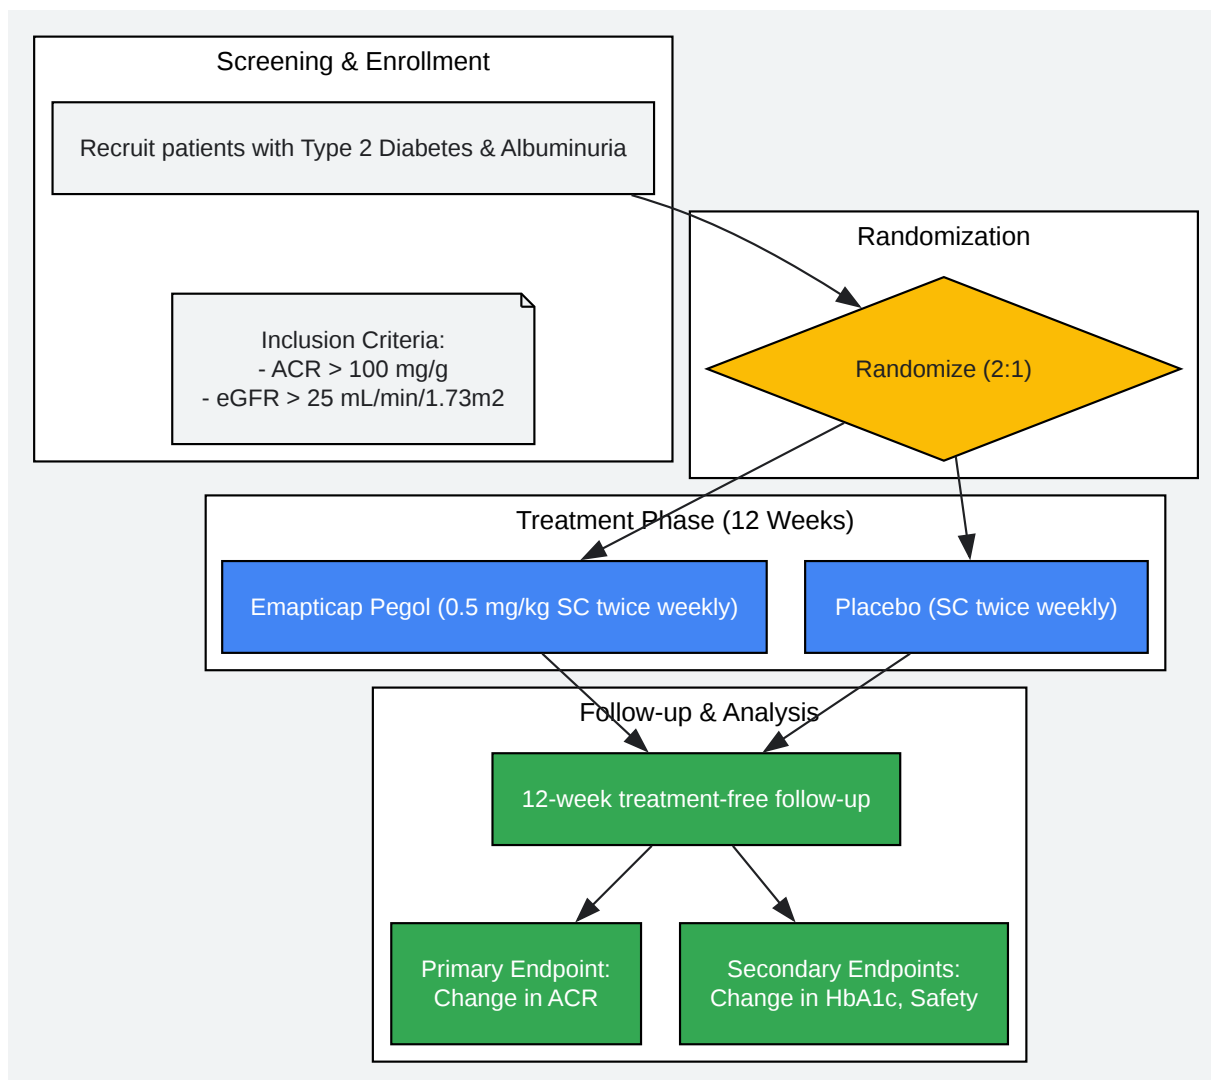 Screening & Enrollment
Recruit patients with Type 2 Diabetes & Albuminuria
Inclusion Criteria:
- ACR > 100 mg/g
- eGFR > 25 mL/min/1.73m2
Randomization
Randomize (2:1)
Treatment Phase (12 Weeks)
Emapticap Pegol (0.5 mg/kg SC twice weekly)
Placebo (SC twice weekly)
Follow-up & Analysis
12-week treatment-free follow-up
Primary Endpoint:
Change in ACR
Secondary Endpoints:
Change in HbA1c, Safety